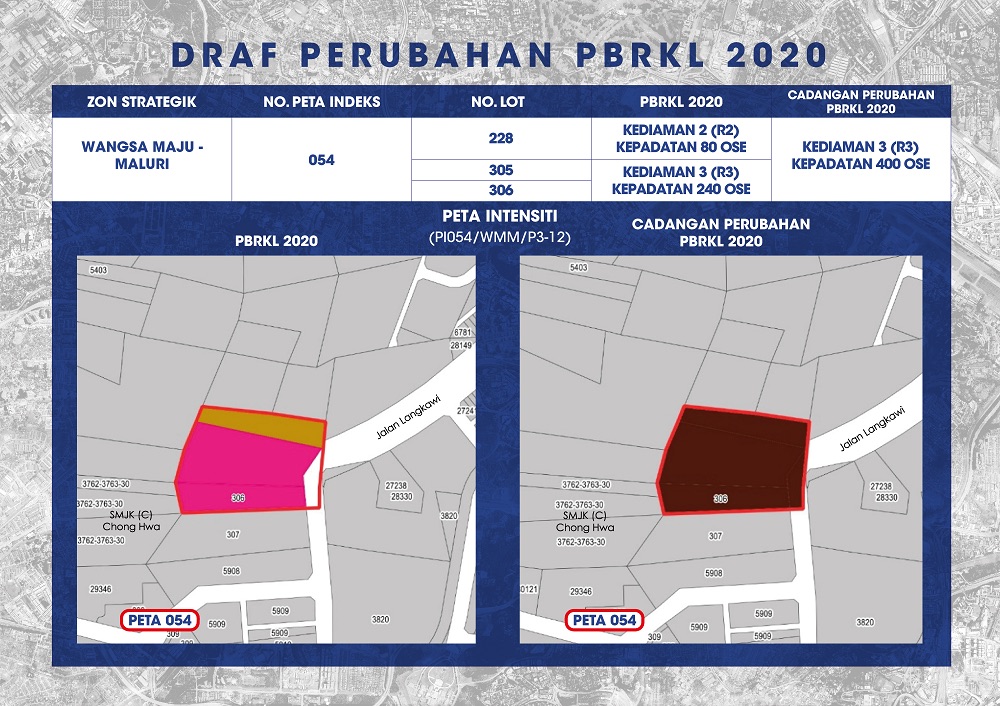 DRAF PERUBAHAN PBRKL 2020
ZON STRATEGIK
NO. PETA INDEKS
NO. LOT
PBRKL 2020
CADANGAN PERUBAHAN
PBRKL 2020
WANGSA MAJU -
MALURI
054
228
305
306
KEDIAMAN 2 (R2)
KEPADATAN 80 OSE
KEDIAMAN 3 (R3)
KEPADATAN 240 OSE
KEDIAMAN 3 (R3)
KEPADATAN 400 OSE
PETA INTENSITI
(PI054/WMM/P3-12)
PBRKL 2020
CADANGAN PERUBAHAN
PBRKL 2020
5403
6781
28149
2724
Jalan Langkawi
3762-3763-30
306
27238
28330
3762-3763-30
SMJK (C)
Chong Hwa
3820
3762-3763-30
307
5908
29346
5909
5909
3820
PETA 054
309
5909
5403
Jalan Langkawi
3762-3763-30
306
27238
28330
3762-3763-30
SMJK (C)
Chong Hwa
3762-3763-30
307
5908
0121
29346
5909
5909
3820
PETA 054
309
5909